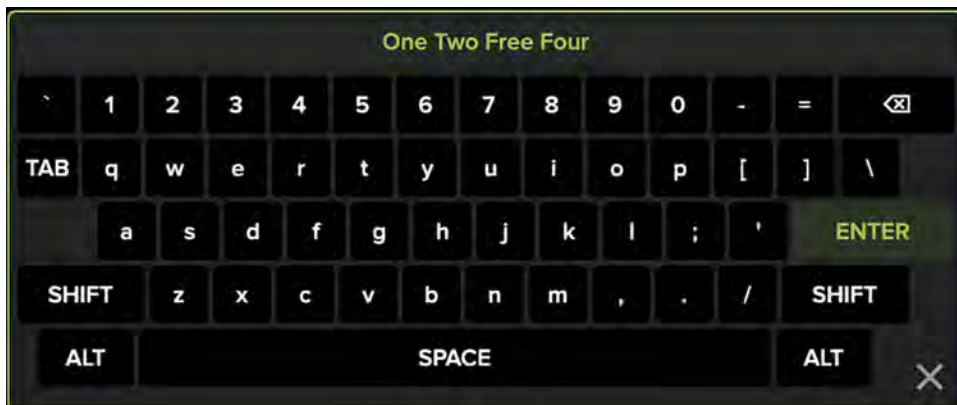 One Two Free Four
` 1 2 3 4 5 6 7 8 9 0 - =
TAB q w e r t y u i o p [ ] \
a s d f g h j k l ; ' ENTER
SHIFT z x c v b n m , . / SHIFT
ALT SPACE ALT